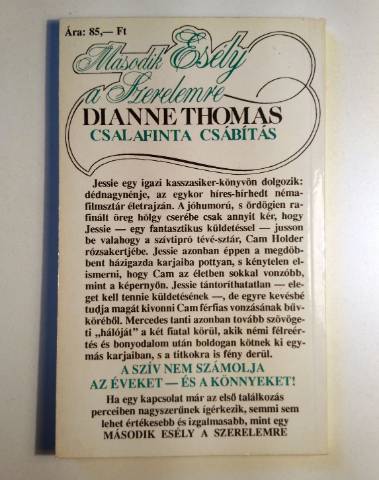 Ára: 85,— Ft
Második Esély
a Szerelemre
DIANNE THOMAS
CSALAFINTA CSÁBÍTÁS
Jessie egy igazi kasszasiker-könyvön dolgozik:
dédnagynénje, az egykor híres-hírhedt néma-
filmsztár életrajzán. A jóhumorú, s ördögien ra-
finált öreg hölgy cserébe csak annyit kér, hogy
Jessie — egy fantasztikus küldetéssel — jusson
be valahogy a szívtipró tévé-sztár, Cam Holder
rózsakertjébe. Jessie azonban éppen a megdöb-
bent házigazda karjaiba pottyan, s kénytelen el-
ismerni, hogy Cam az életben sokkal vonzóbb,
mint a képernyőn. Jessie tántoríthatatlan — ele-
get kell tennie küldetésének —, de egyre kevésbé
tudja magát kivonni Cam férfias vonzásának bűv-
köréből. Mercedes tanti azonban tovább szövöge-
ti „hálóját” a két fiatal körül, akik némi félreér-
tés és bonyodalom után boldogan kötnek ki egy-
más karjaiban, s a titkokra is fény derül.
A SZÍV NEM SZÁMOLJA
AZ ÉVEKET — ÉS A KÖNNYEKET!
Ha egy kapcsolat már az első találkozás
perceiben nagyszerűnek ígérkezik, semmi sem
lehet értékesebb és izgalmasabb, mint egy
MÁSODIK ESÉLY A SZERELEMRE